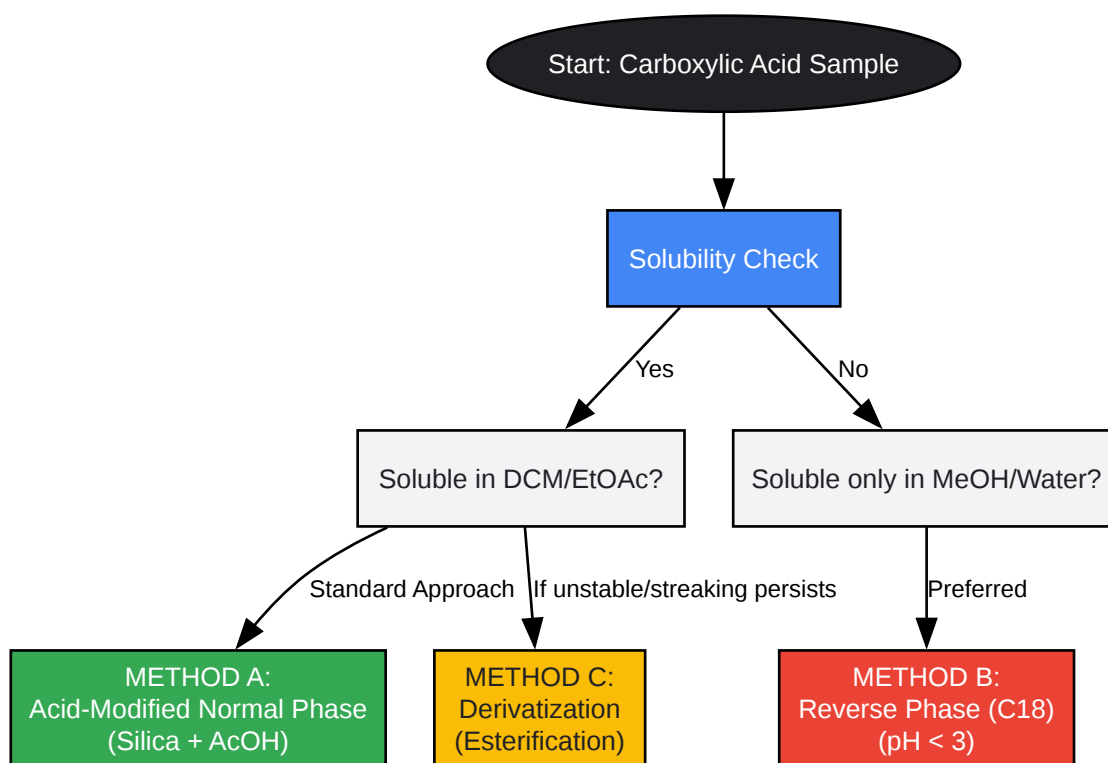 Start: Carboxylic Acid Sample
Solubility Check
Yes
No
Soluble in DCM/EtOAc?
Soluble only in MeOH/Water?
Standard Approach
If unstable/streaking persists
Preferred
METHOD A:
Acid-Modified Normal Phase
(Silica + AcOH)
METHOD C:
Derivatization
(Esterification)
METHOD B:
Reverse Phase (C18)
(pH < 3)